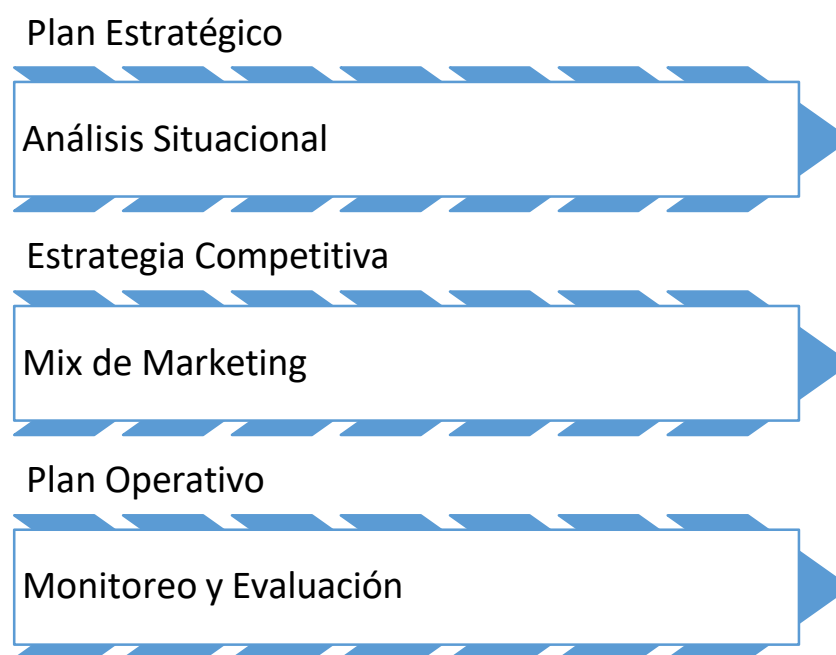 Plan Estratégico
Análisis Situacional
Estrategia Competitiva
Mix de Marketing
Plan Operativo
Monitoreo y Evaluación